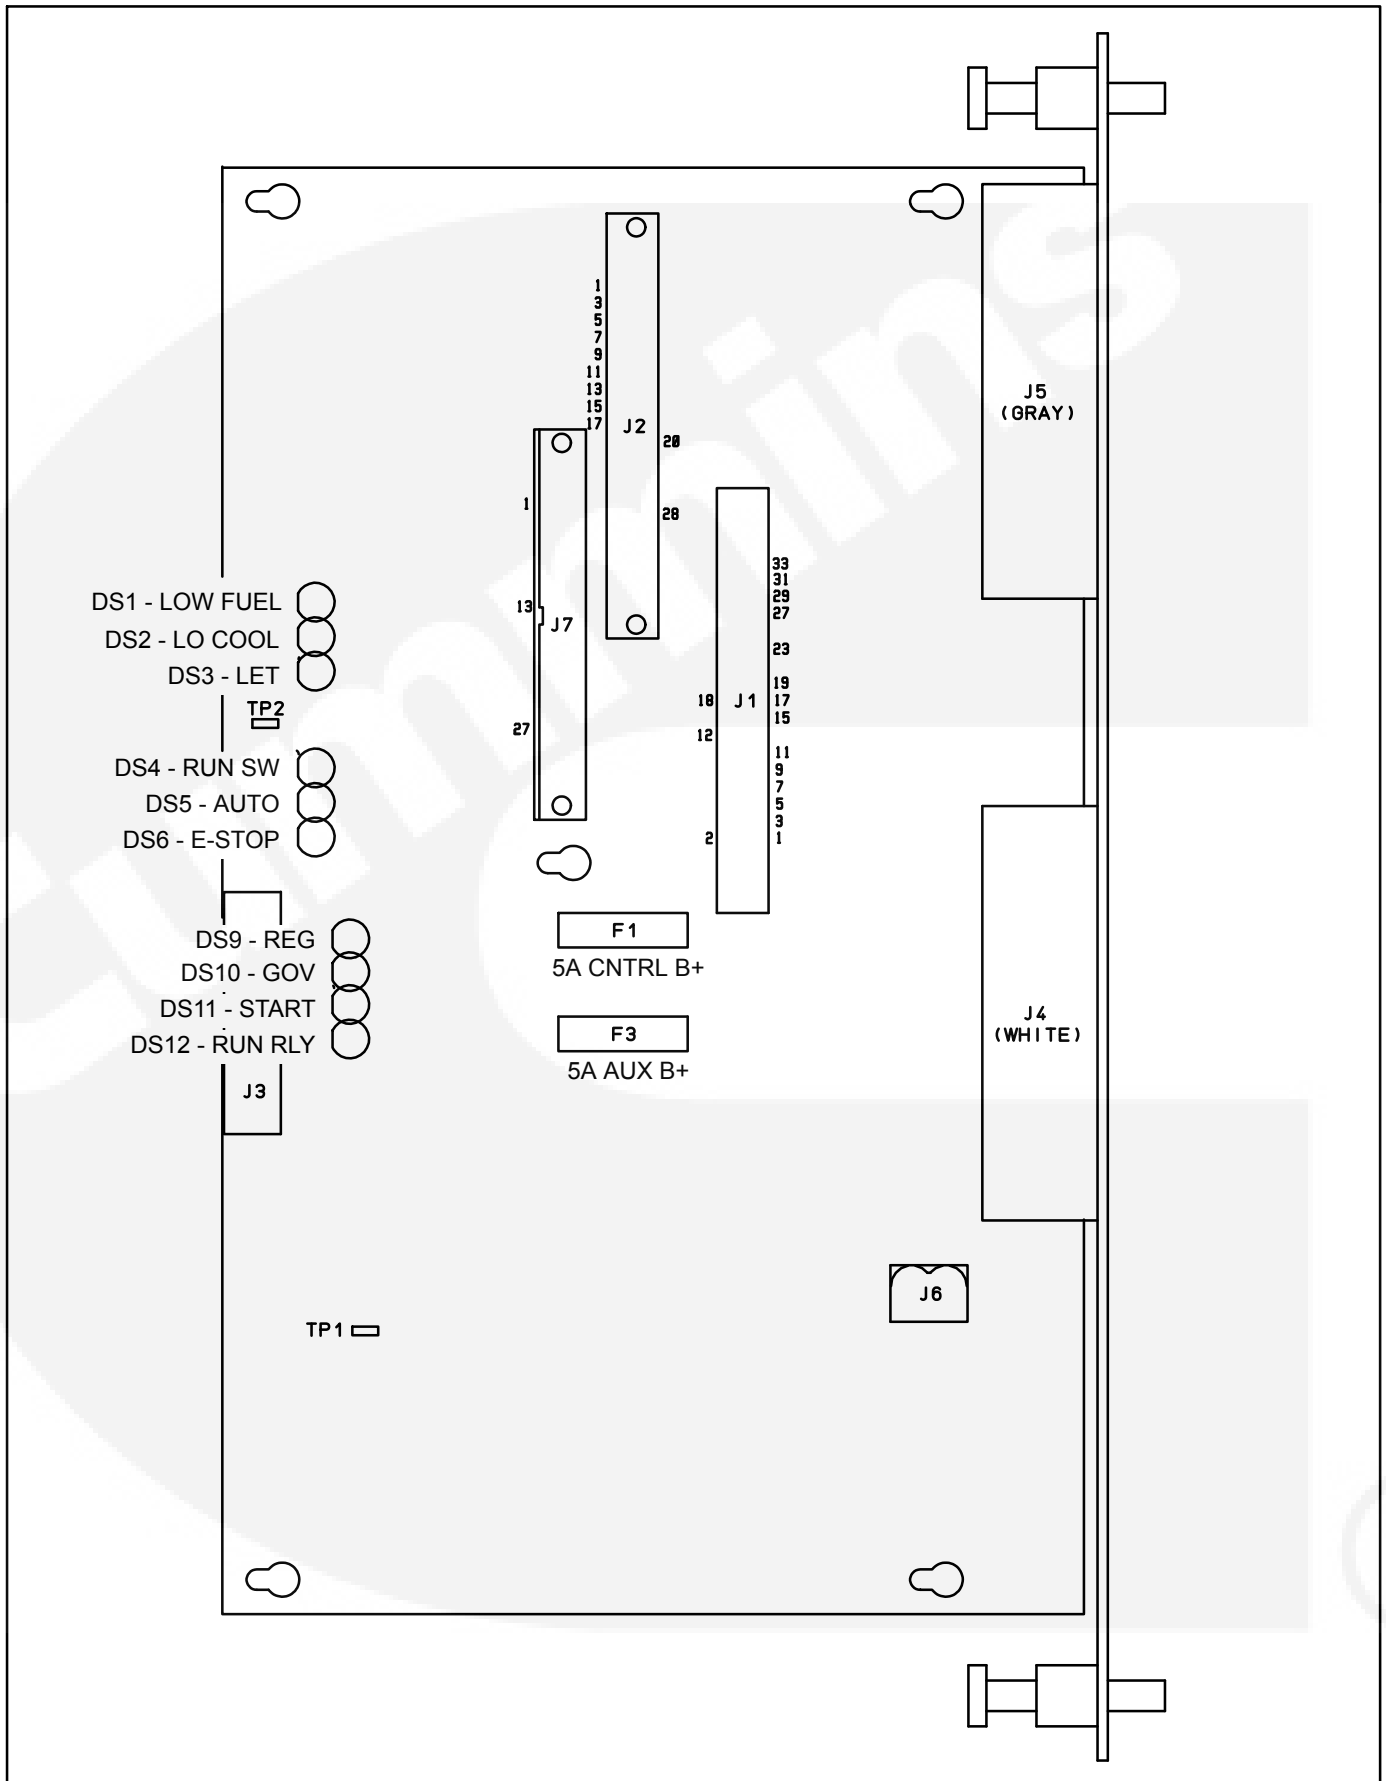 Cummins
1
3
5
7
9
11
13
15
17
J2
20
28
J5
(GRAY)
1
13
27
J7
33
31
29
27
23
19
17
15
11
9
7
5
3
1
18
12
2
J1
DS1 - LOW FUEL
DS2 - LO COOL
DS3 - LET
TP2
DS4 - RUN SW
DS5 - AUTO
DS6 - E-STOP
DS9 - REG
DS10 - GOV
DS11 - START
DS12 - RUN RLY
J3
F1
5A CNTRL B+
F3
5A AUX B+
J4
(WHITE)
J6
TP1